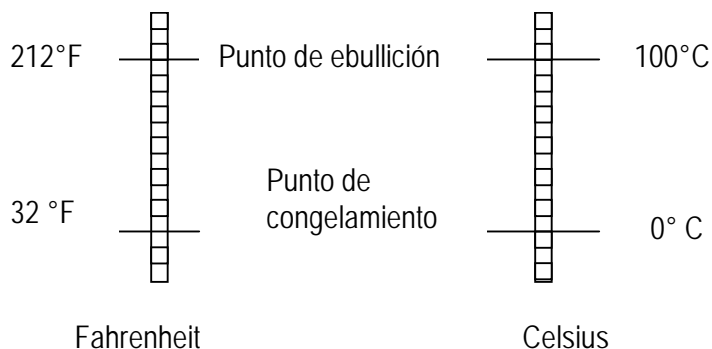 212°F Punto de ebullición 100°C
Punto de
32 °F congelamiento 0° C
Fahrenheit Celsius